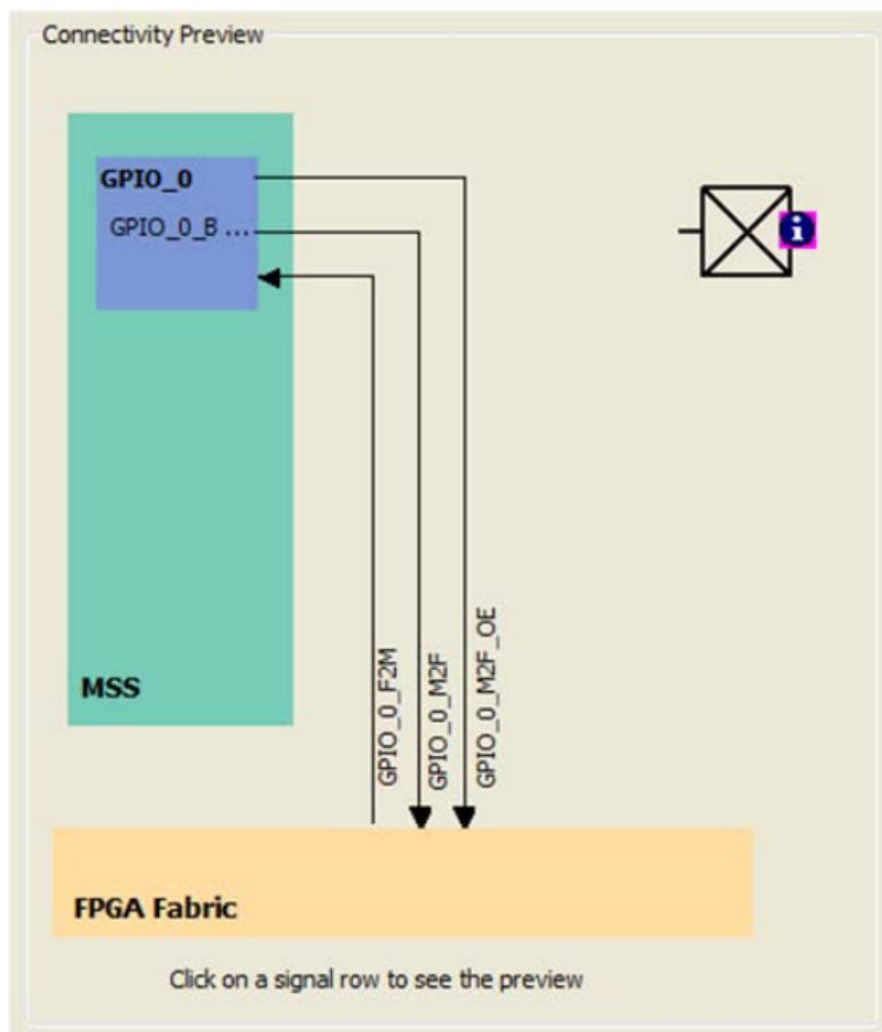 Connectivity Preview
GPIO_0
GPIO_0_B ...
MSS
GPIO_0_F2M
GPIO_0_M2F
GPIO_0_M2F_OE
i
FPGA Fabric
Click on a signal row to see the preview